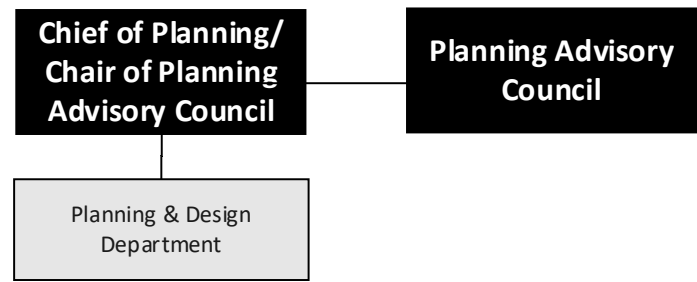 Chief of Planning/
Chair of Planning
Advisory Council
Planning Advisory
Council
Planning & Design
Department